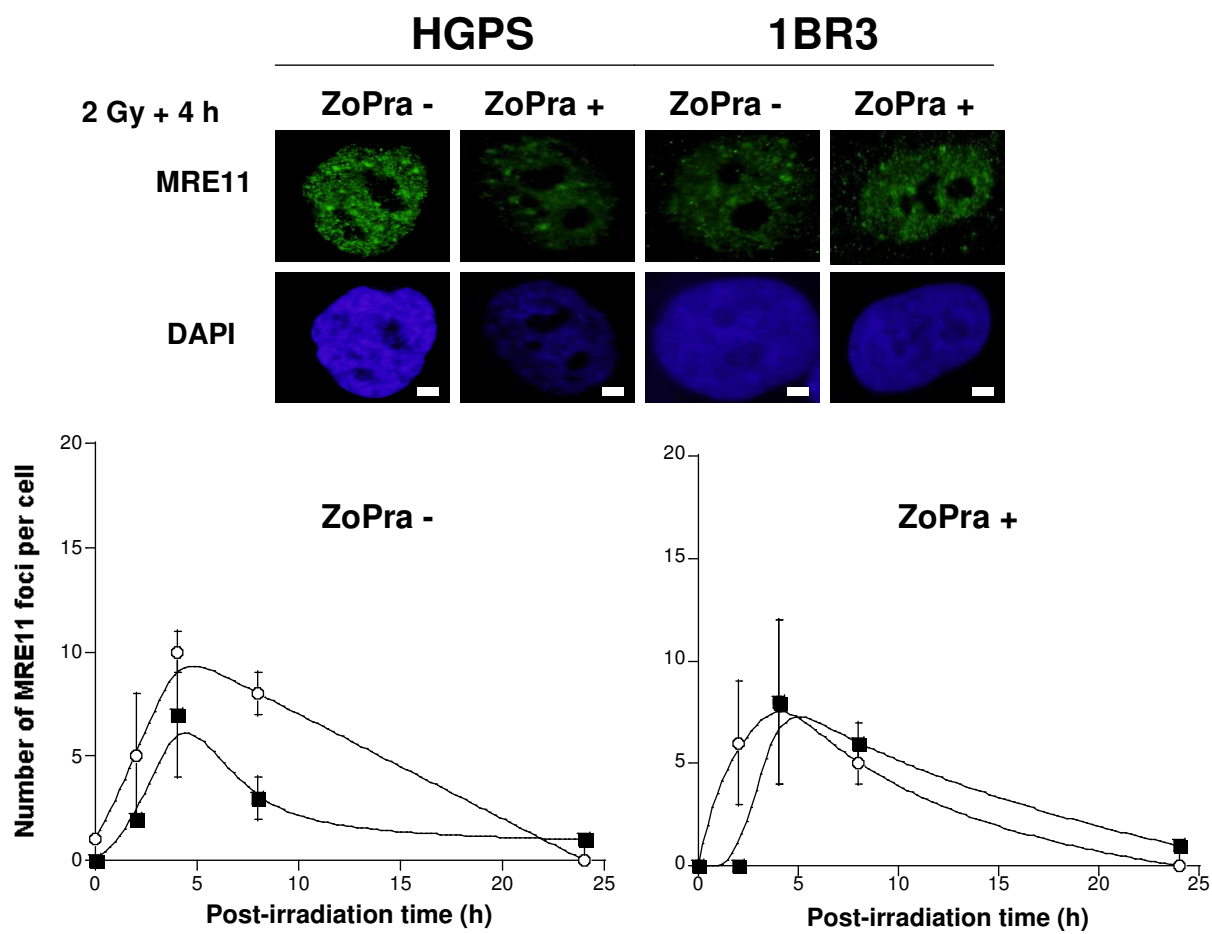 HGPS 1BR3
2 Gy + 4 h ZoPra - ZoPra + ZoPra - ZoPra +
MRE11
DAPI
Number of MRE11 foci per cell
20
15
10
5
0
ZoPra -
0 5 10 15 20 25
Post-irradiation time (h)
20
15
10
5
0
ZoPra +
0 5 10 15 20 25
Post-irradiation time (h)